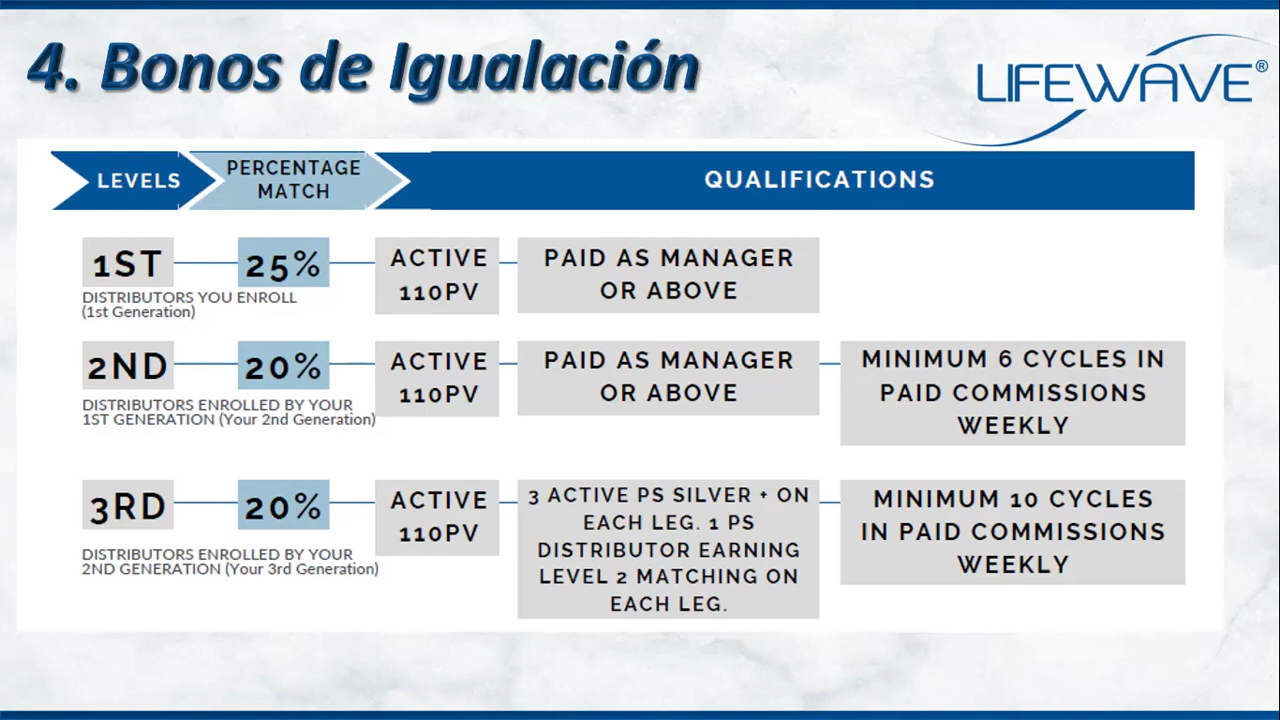 4. Bonos de Igualación
LIFEWAVE®
LEVELS
PERCENTAGE
MATCH
QUALIFICATIONS
1ST
25%
ACTIVE
110PV
PAID AS MANAGER
OR ABOVE
DISTRIBUTORS YOU ENROLL
(1st Generation)
2ND
20%
ACTIVE
110PV
PAID AS MANAGER
OR ABOVE
MINIMUM 6 CYCLES IN
PAID COMMISSIONS
WEEKLY
DISTRIBUTORS ENROLLED BY YOUR
1ST GENERATION (Your 2nd Generation)
3RD
20%
ACTIVE
110PV
3 ACTIVE PS SILVER + ON
EACH LEG. 1 PS
DISTRIBUTOR EARNING
LEVEL 2 MATCHING ON
EACH LEG.
MINIMUM 10 CYCLES
IN PAID COMMISSIONS
WEEKLY
DISTRIBUTORS ENROLLED BY YOUR
2ND GENERATION (Your 3rd Generation)